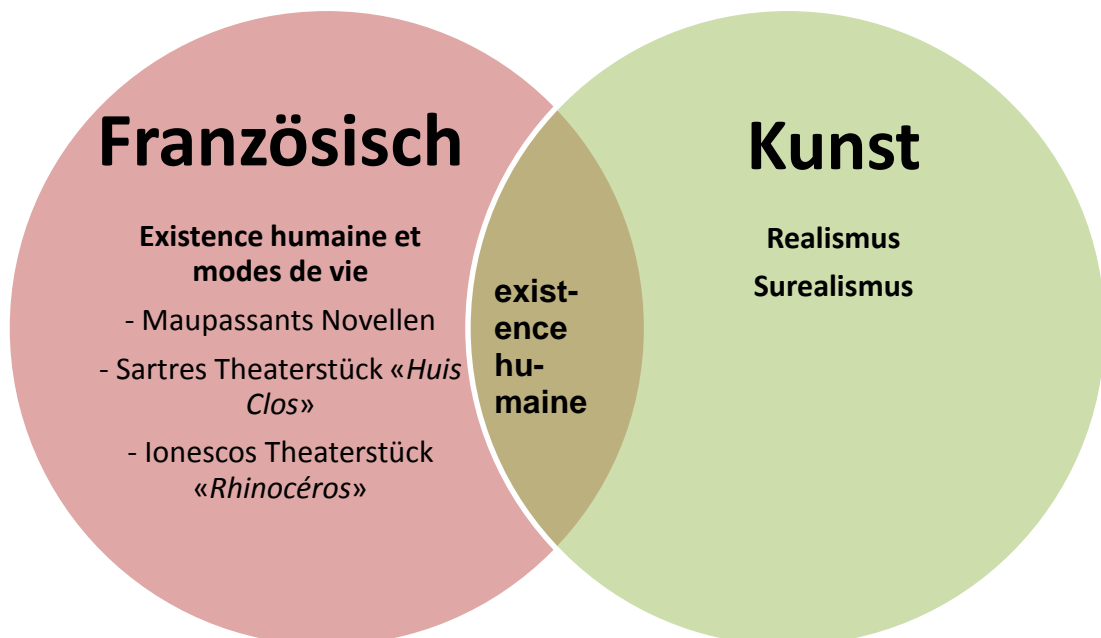 Französisch
Existence humaine et
modes de vie
- Maupassants Novellen
- Sartres Theaterstück «Huis
Clos»
- Ionescos Theaterstück
«Rhinocéros»
exist-
ence
hu-
maine
Kunst
Realismus
Surealismus